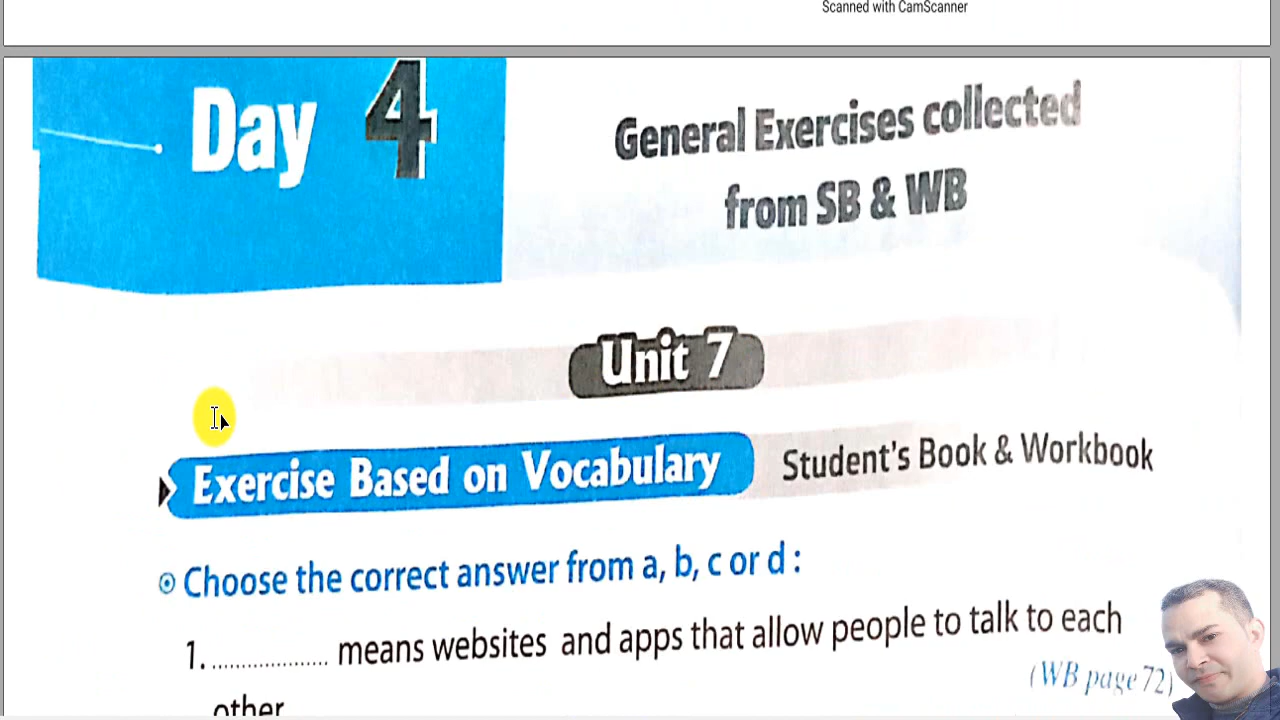 Scanned with CamScanner
Day 4
General Exercises collected
from SB & WB
Unit 7
Exercise Based on Vocabulary
Student's Book & Workbook
Choose the correct answer from a, b, c or d :
1. .................... means websites and apps that allow people to talk to each
other
(WB page 72)